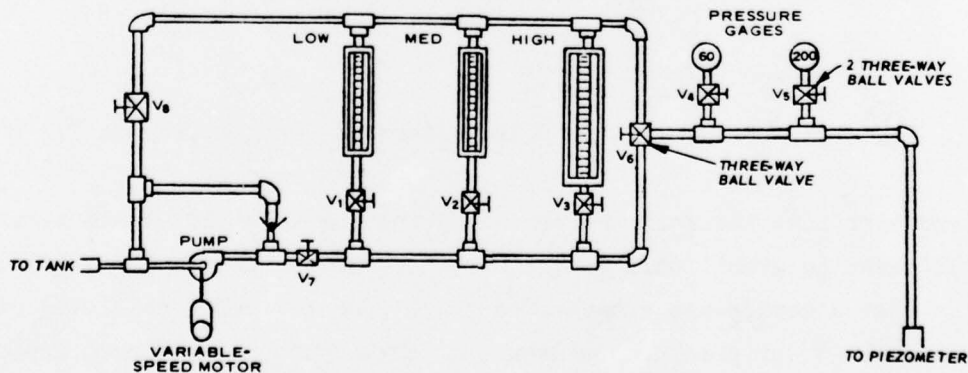 PRESSURE
GAGES
LOW
MED
HIGH
60
200
2 THREE-WAY
BALL VALVES
V8
V4
V5
V6
THREE-WAY
BALL VALVE
V1
V2
V3
PUMP
TO TANK
V7
VARIABLE-
SPEED MOTOR
TO PIEZOMETER